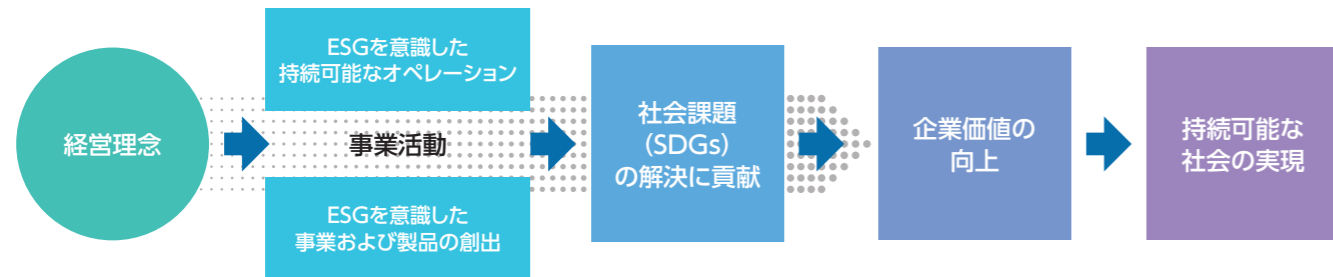 経営理念
ESGを意識した
持続可能なオペレーション
事業活動
ESGを意識した
事業および製品の創出
社会課題
（SDGs）
の解決に貢献
企業価値の
向上
持続可能な
社会の実現